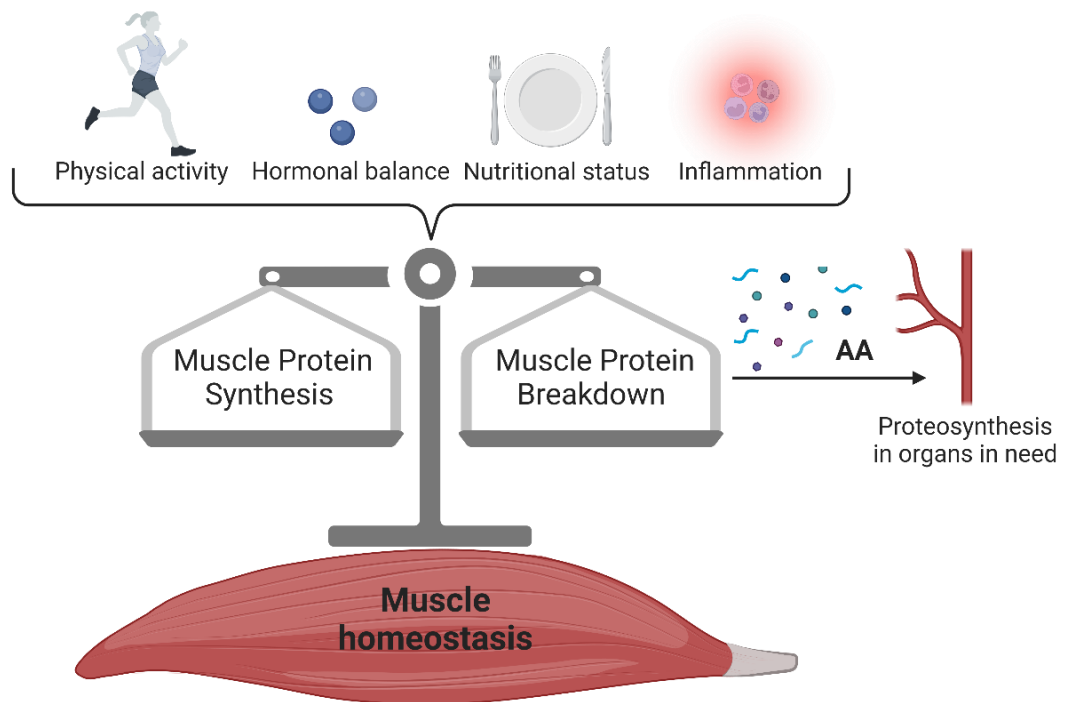 Physical activity
Hormonal balance
Nutritional status
Inflammation
Muscle Protein
Synthesis
Muscle Protein
Breakdown
AA
Proteosynthesis
in organs in need
Muscle
homeostasis